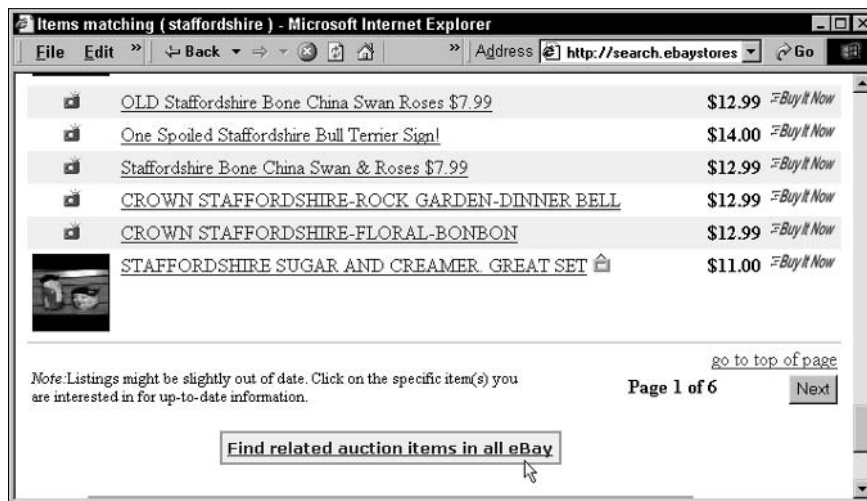 Items matching ( staffordshire ) - Microsoft Internet Explorer
File Edit » Back » Address http://search.ebaystores Go
OLD Staffordshire Bone China Swan Roses $7.99 $12.99 Buy It Now
One Spoiled Staffordshire Bull Terrier Sign! $14.00 Buy It Now
Staffordshire Bone China Swan & Roses $7.99 $12.99 Buy It Now
CROWN STAFFORDSHIRE-ROCK GARDEN-DINNER BELL $12.99 Buy It Now
CROWN STAFFORDSHIRE-FLORAL-BONBON $12.99 Buy It Now
STAFFORDSHIRE SUGAR AND CREAMER. GREAT SET $11.00 Buy It Now
go to top of page
Note:Listings might be slightly out of date. Click on the specific item(s) you
are interested in for up-to-date information.
Page 1 of 6 Next
Find related auction items in all eBay